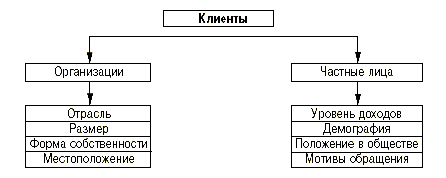 Клиенты
Организации
Частные лица
Отрасль
Размер
Форма собственности
Местоположение
Уровень доходов
Демография
Положение в обществе
Мотивы обращения